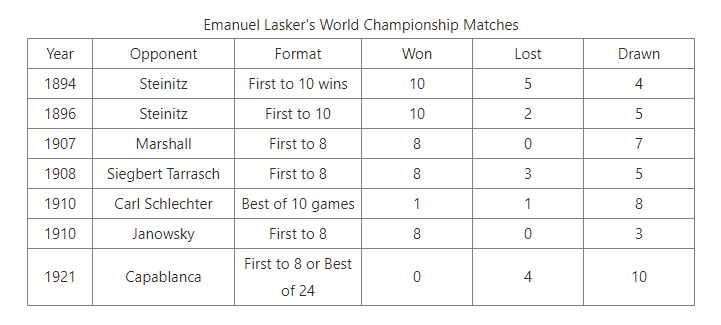 Emanuel Lasker's World Championship Matches
Year Opponent Format Won Lost Drawn
1894 Steinitz First to 10 wins 10 5 4
1896 Steinitz First to 10 10 2 5
1907 Marshall First to 8 8 0 7
1908 Siegbert Tarrasch First to 8 8 3 5
1910 Carl Schlechter Best of 10 games 1 1 8
1910 Janowsky First to 8 8 0 3
1921 Capablanca First to 8 or Best
of 24 0 4 10